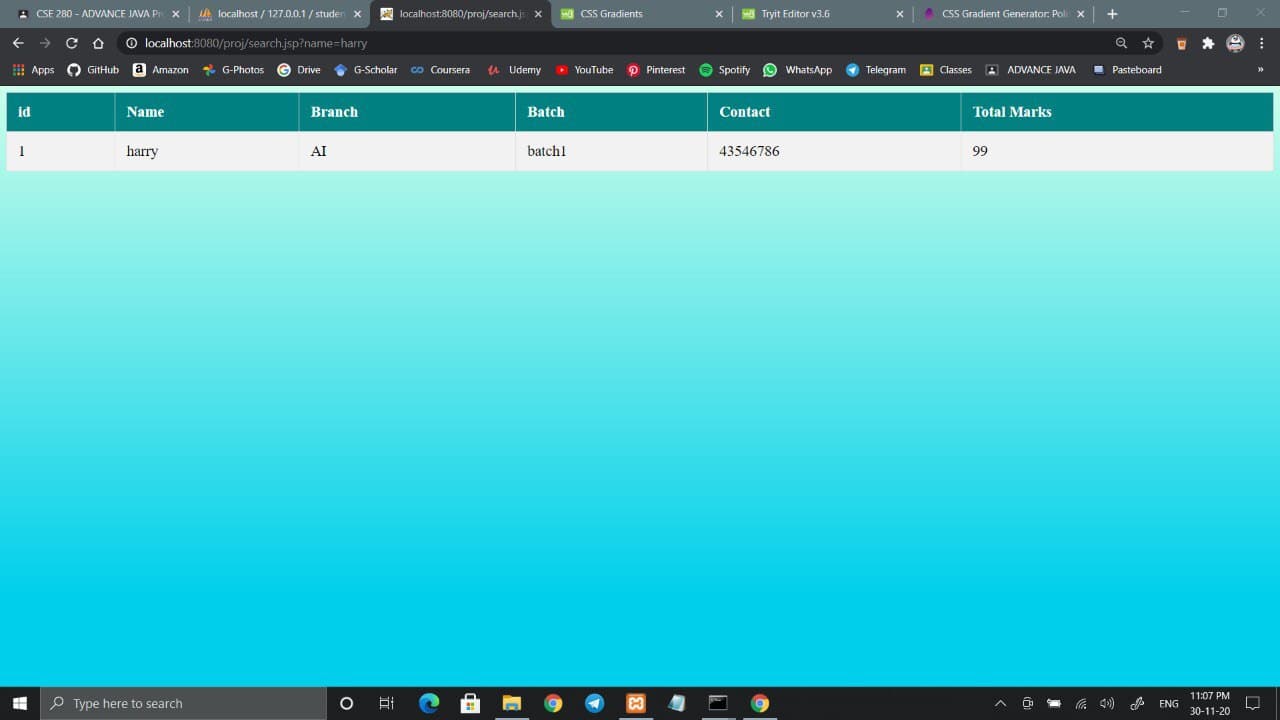 CSE 280 - ADVANCE JAVA Pr
localhost / 127.0.0.1 / studen
localhost:8080/proj/search.js
CSS Gradients
Tryit Editor v3.6
CSS Gradient Generator: Poli
localhost:8080/proj/search.jsp?name=harry
Apps GitHub Amazon G-Photos Drive G-Scholar Coursera Udemy YouTube Pinterest Spotify WhatsApp Telegram Classes ADVANCE JAVA Pasteboard »
id Name Branch Batch Contact Total Marks
1 harry AI batch1 43546786 99
Type here to search
ENG
11:07 PM
30-11-20